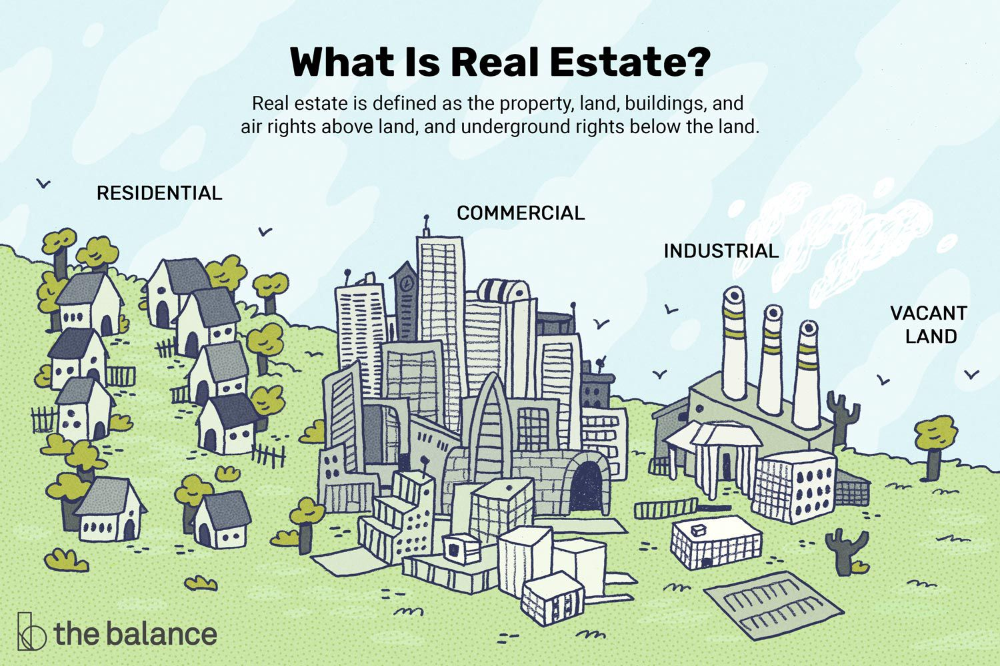 What Is Real Estate?
Real estate is defined as the property, land, buildings, and
air rights above land, and underground rights below the land.
RESIDENTIAL
COMMERCIAL
INDUSTRIAL
VACANT
LAND
the balance